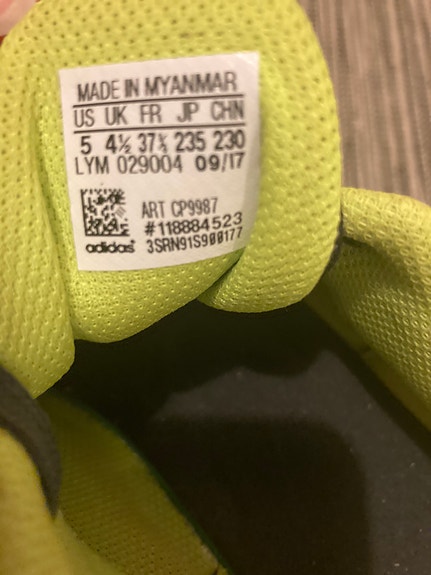 MADE IN MYANMAR
US UK FR JP CHN
5 4½ 37⅓ 235 230
LYM 029004 09/17
ART CP9987
#118884523
adidas® 3SRN91S900177